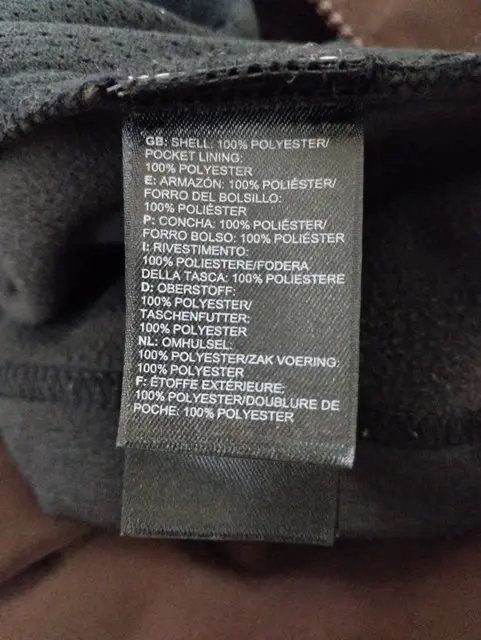 GB: SHELL: 100% POLYESTER/
POCKET LINING:
100% POLYESTER
E: ARMAZÓN: 100% POLIÉSTER/
FORRO DEL BOLSILLO:
100% POLIÉSTER
P: CONCHA: 100% POLIÉSTER/
FORRO BOLSO: 100% POLIÉSTER
I: RIVESTIMENTO:
100% POLIESTERE/FODERA
DELLA TASCA: 100% POLIESTERE
D: OBERSTOFF:
100% POLYESTER/
TASCHENFUTTER:
100% POLYESTER
NL: OMHULSEL:
100% POLYESTER/ZAK VOERING:
100% POLYESTER
F: ÉTOFFE EXTÉRIEURE:
100% POLYESTER/DOUBLURE DE
POCHE: 100% POLYESTER